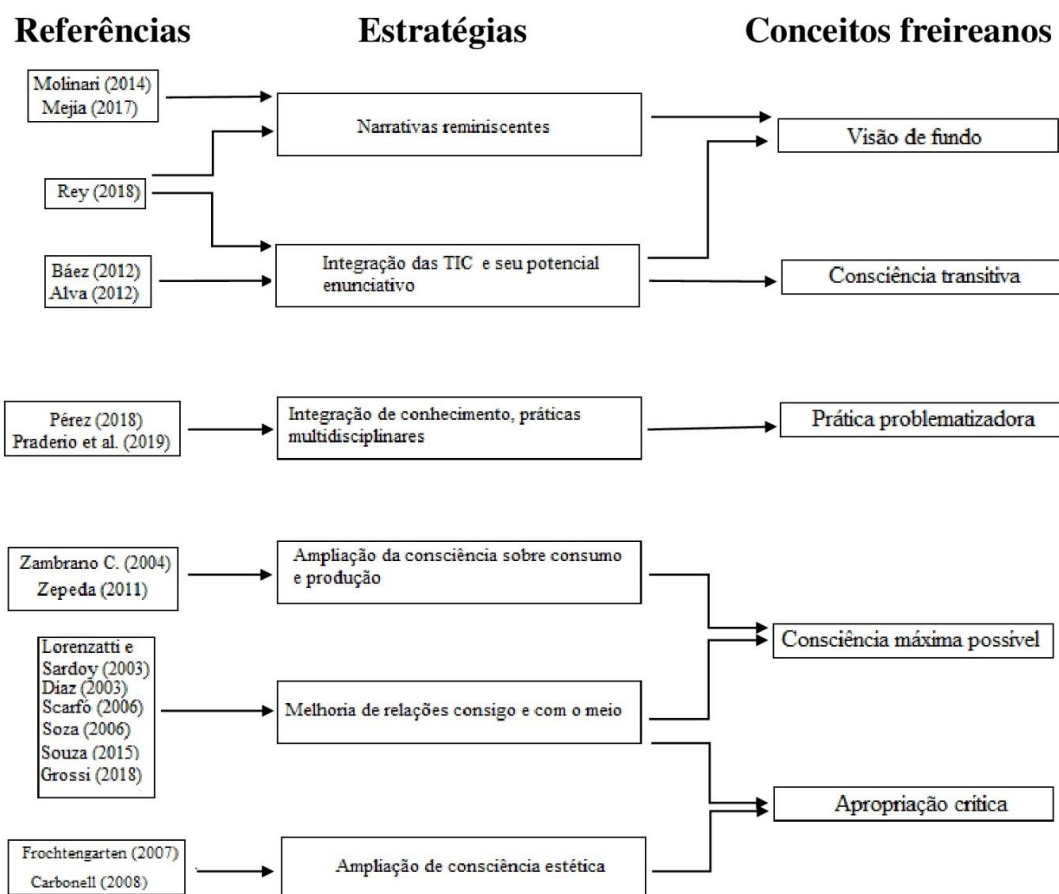 Referências
Estratégias
Conceitos freireanos
Molinari (2014)
Mejia (2017)
Narrativas reminiscentes
Visão de fundo
Rey (2018)
Báez (2012)
Alva (2012)
Integração das TIC e seu potencial
enunciativo
Consciência transitiva
Pérez (2018)
Praderio et al. (2019)
Integração de conhecimento, práticas
multidisciplinares
Prática problematizadora
Zambrano C. (2004)
Zepeda (2011)
Ampliação da consciência sobre consumo
e produção
Consciência máxima possível
Lorenzatti e
Sardoy (2003)
Díaz (2003)
Scarfó (2006)
Soza (2006)
Souza (2015)
Grossi (2018)
Melhoria de relações consigo e com o meio
Apropriação crítica
Frochtengarten (2007)
Carbonell (2008)
Ampliação de consciência estética